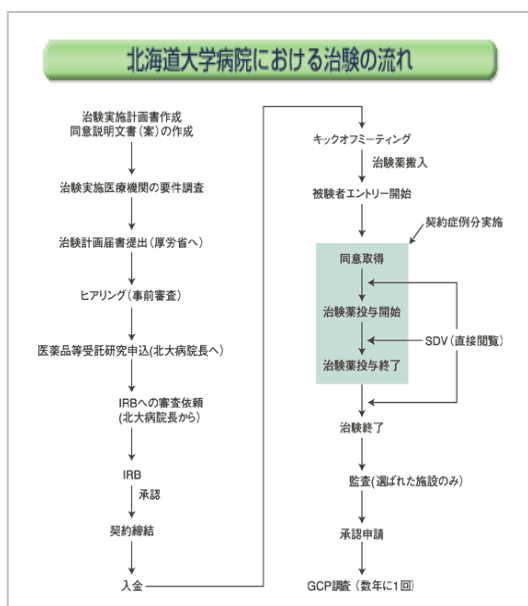 北海道大学病院における治験の流れ
治験実施計画書作成
同意説明文書(案)の作成
治験実施医療機関の要件調査
治験計画届書提出(厚労省へ)
ヒアリング(事前審査)
医薬品等受託研究申込(北大病院長へ)
IRBへの審査依頼
(北大病院長から)
IRB
承認
契約締結
入金
キックオフミーティング
治験薬搬入
被験者エントリー開始
契約症例分実施
同意取得
治験薬投与開始
SDV(直接閲覧)
治験薬投与終了
治験終了
監査(選ばれた施設のみ)
承認申請
GCP調査(数年に1回)